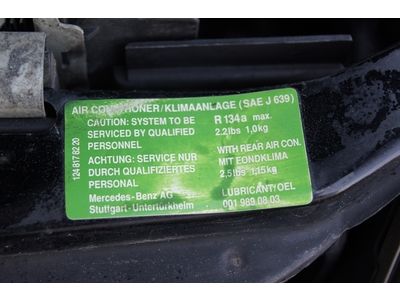 AIR CONDITIONER/KLIMAANLAGE (SAE J 639)
CAUTION: SYSTEM TO BE
SERVICED BY QUALIFIED
PERSONNEL
ACHTUNG: SERVICE NUR
DURCH QUALIFIZIERTES
PERSONAL
Mercedes-Benz AG
Stuttgart-Untertürkheim
R 134a max.
2.2lbs 1,0kg
WITH REAR AIR CON.
MIT FONDKLIMA
2,5lbs 1,15kg
LUBRICANT/OEL
001 989 08 03
124 817 82 20